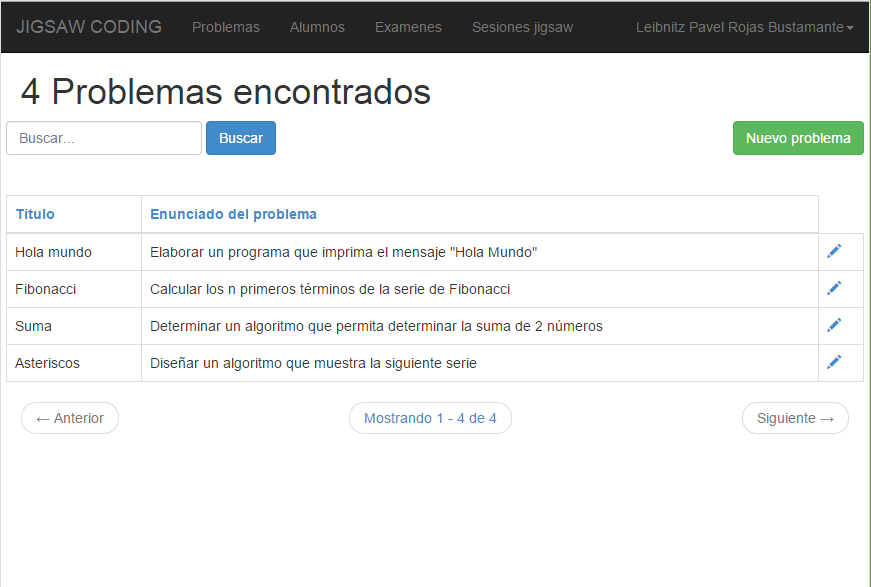 JIGSAW CODING Problemas Alumnos Examenes Sesiones jigsaw Leibnitz Pavel Rojas Bustamante
4 Problemas encontrados
Buscar... Buscar Nuevo problema
Titulo Enunciado del problema
Hola mundo Elaborar un programa que imprima el mensaje "Hola Mundo"
Fibonacci Calcular los n primeros términos de la serie de Fibonacci
Suma Determinar un algoritmo que permita determinar la suma de 2 números
Asteriscos Diseñar un algoritmo que muestra la siguiente serie
← Anterior Mostrando 1 - 4 de 4 Siguiente →